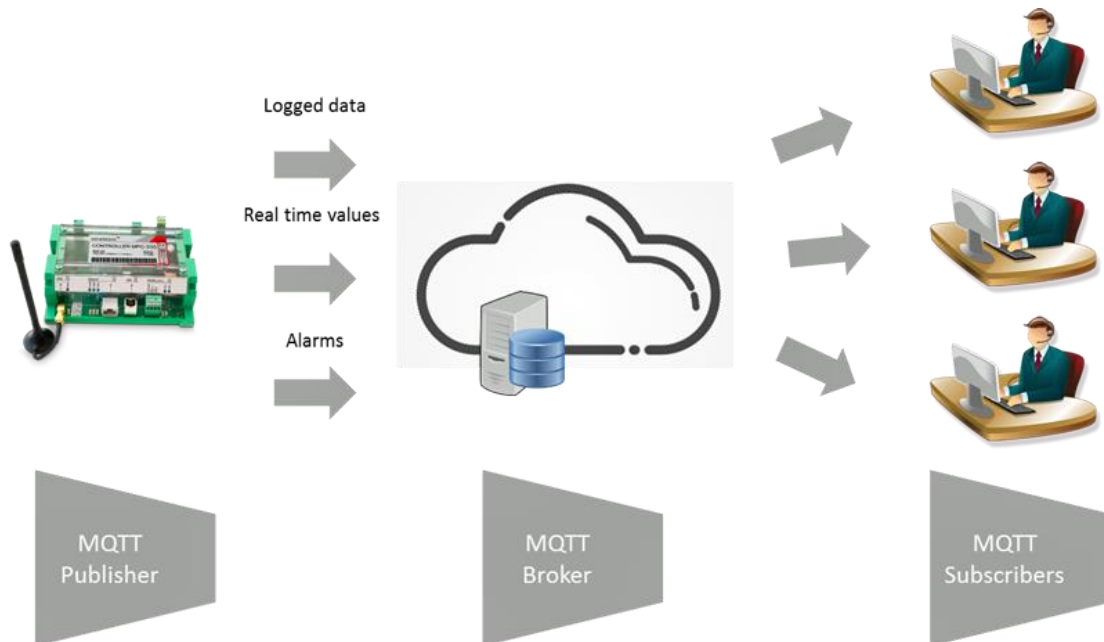 Logged data
Real time values
Alarms
MQTT
Publisher
MQTT
Broker
MQTT
Subscribers